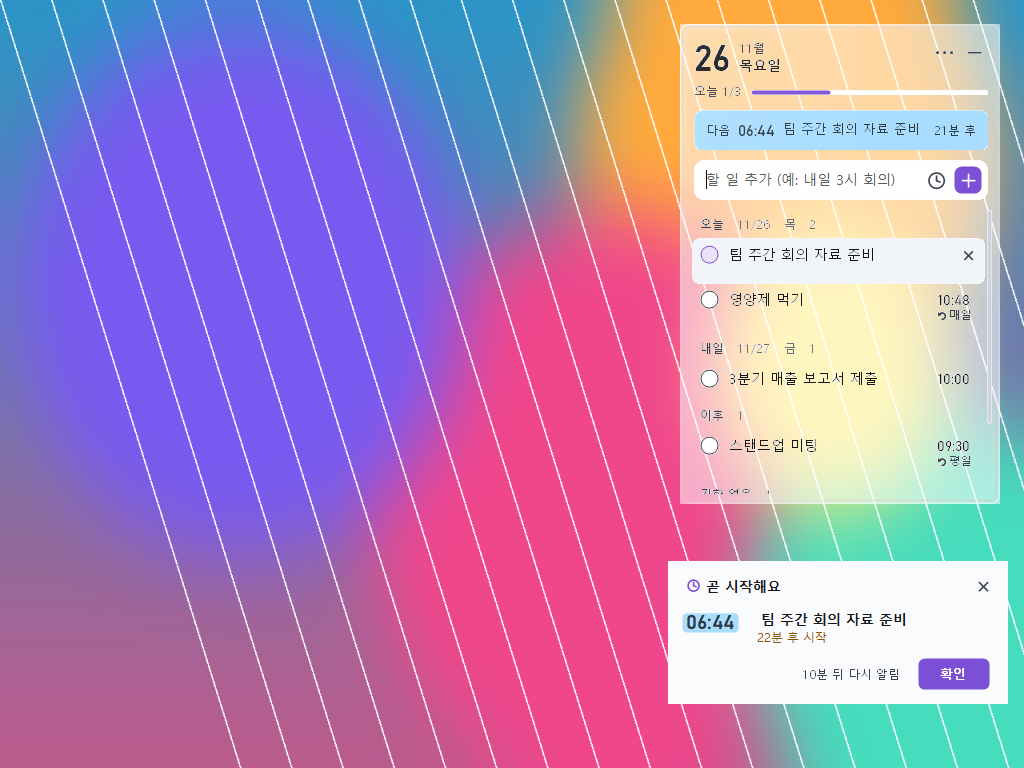 26
11월
목요일
오늘 1/3
다음 06:44 팀 주간 회의 자료 준비 21분 후
할 일 추가 (예: 내일 3시 회의)
오늘 11/26 목 2
팀 주간 회의 자료 준비
영양제 먹기 10:48
매일
내일 11/27 금 1
3분기 매출 보고서 제출 10:00
이후 1
스탠드업 미팅 09:30
평일
곧 시작해요
06:44 팀 주간 회의 자료 준비
22분 후 시작
10분 뒤 다시 알림 확인